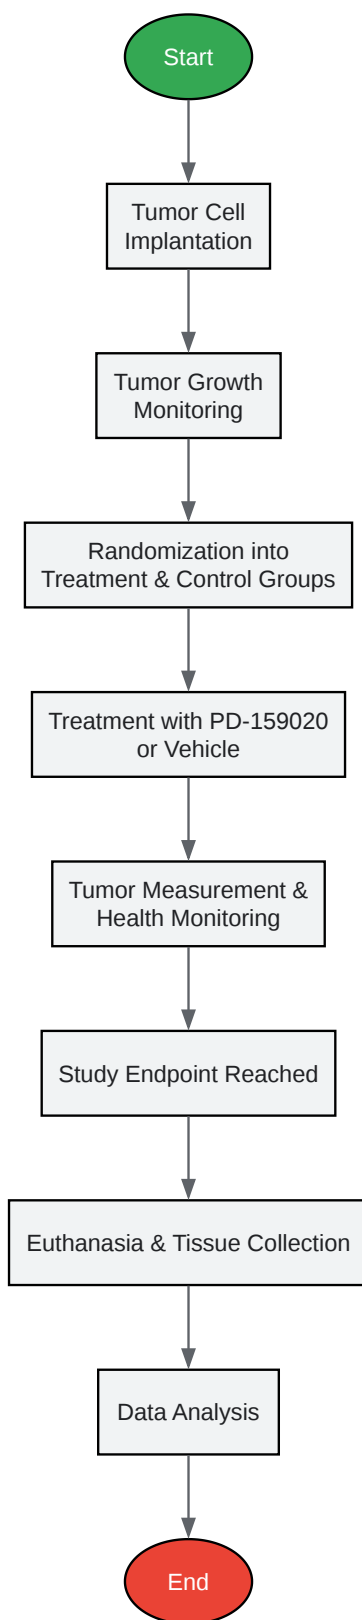 Start
Tumor Cell
Implantation
Tumor Growth
Monitoring
Randomization into
Treatment & Control Groups
Treatment with PD-159020
or Vehicle
Tumor Measurement &
Health Monitoring
Study Endpoint Reached
Euthanasia & Tissue Collection
Data Analysis
End